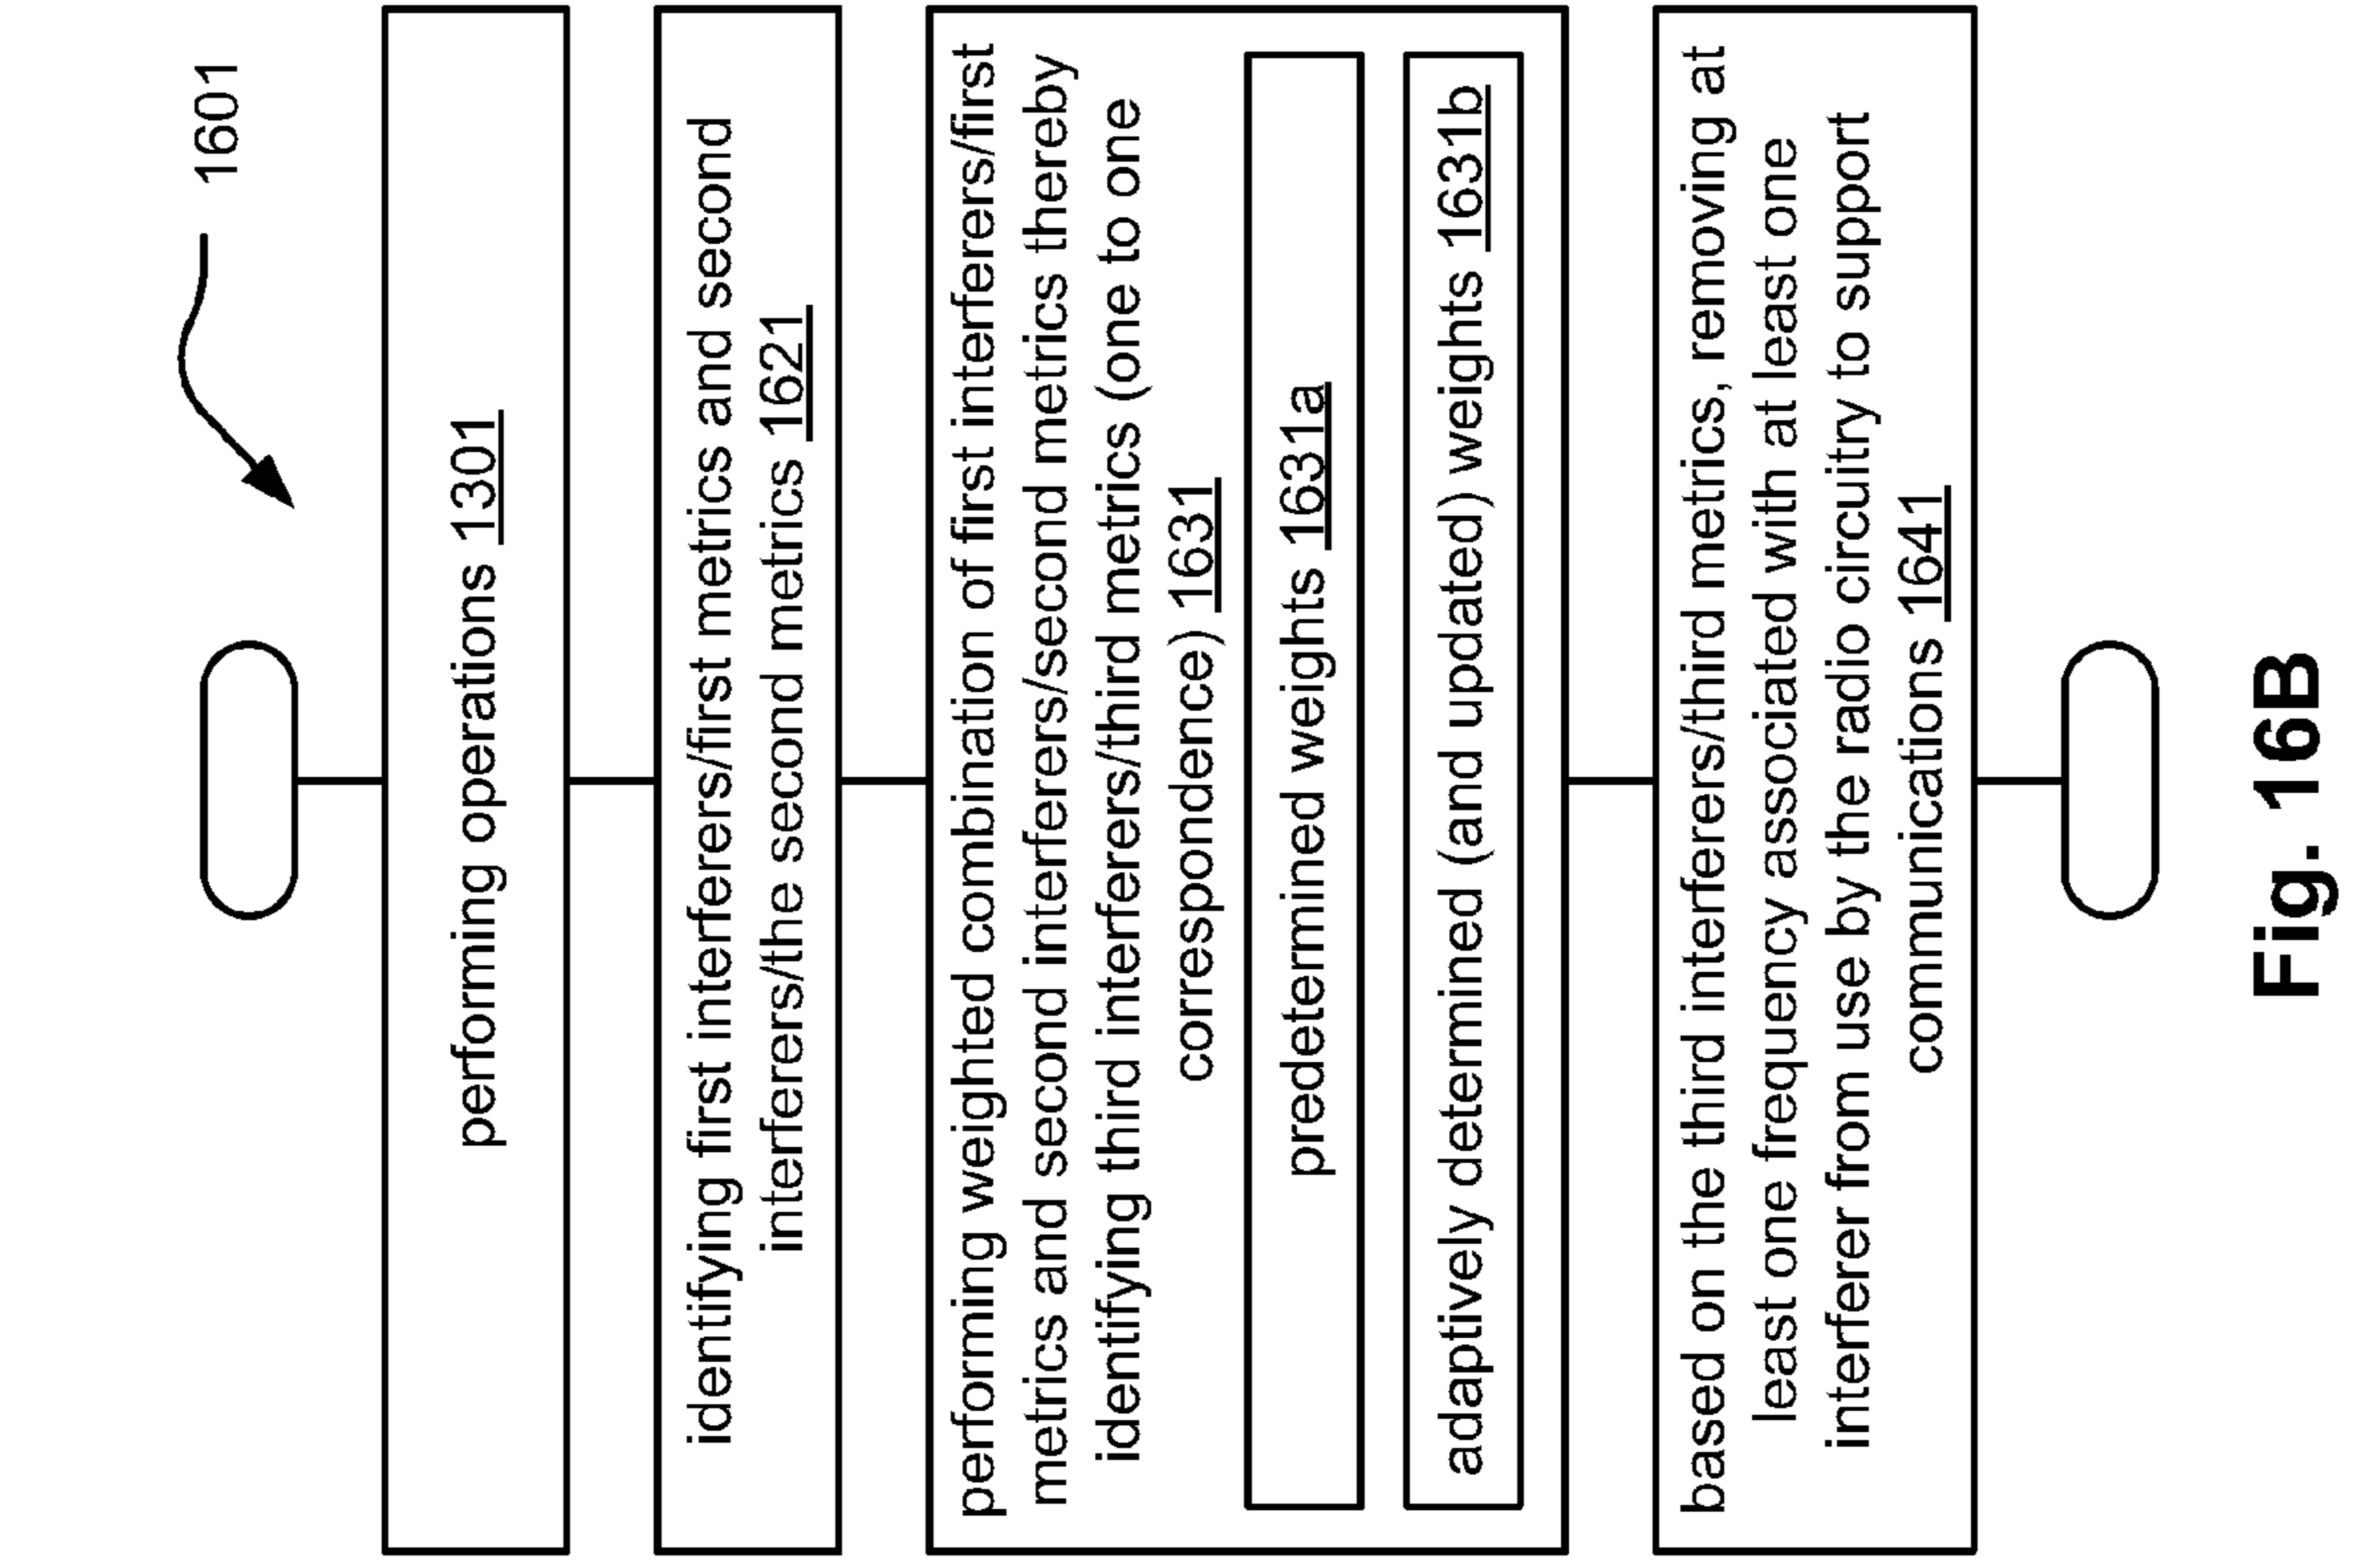 1601
performing operations 1301
identifying first interferers/first metrics and second
interferers/the second metrics 1621
performing weighted combination of first interferers/first
metrics and second interferers/second metrics thereby
identifying third interferers/third metrics (one to one
correspondence) 1631
predetermined weights 1631a
adaptively determined (and updated) weights 1631b
based on the third interferers/third metrics, removing at
least one frequency associated with at least one
interferer from use by the radio circuitry to support
communications 1641
Fig. 16B